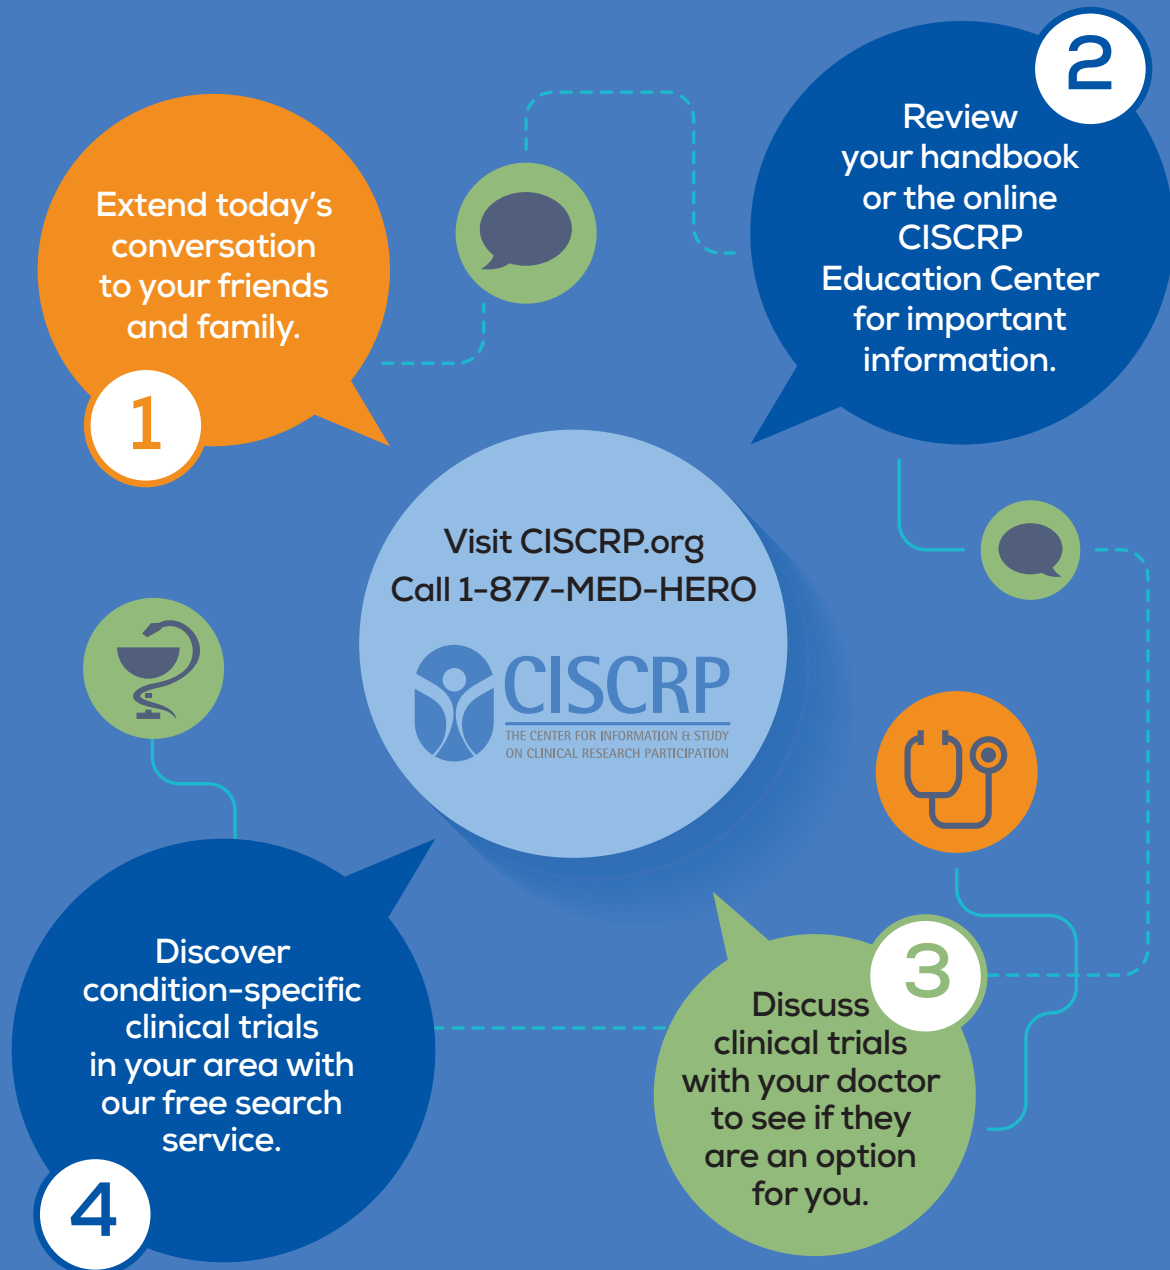 Extend today's
conversation
to your friends
and family.
1
2
Review
your handbook
or the online
CISCRP
Education Center
for important
information.
Visit CISCRP.org
Call 1-877-MED-HERO
CISCRP
THE CENTER FOR INFORMATION & STUDY
ON CLINICAL RESEARCH PARTICIPATION
3
Discuss
clinical trials
with your doctor
to see if they
are an option
for you.
Discover
condition-specific
clinical trials
in your area with
our free search
service.
4